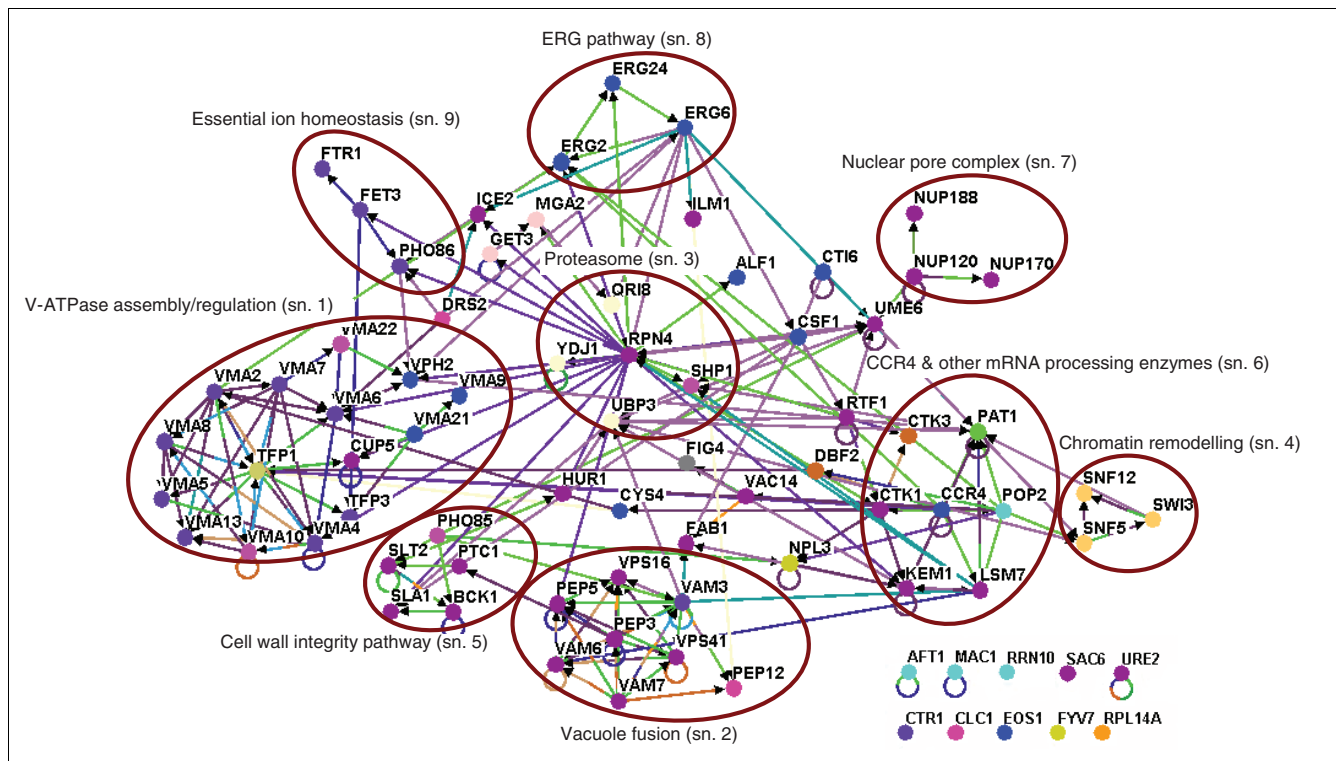 ERG pathway (sn. 8)
ERG24
ERG6
ERG2
Essential ion homeostasis (sn. 9)
FTR1
FET3
PHO86
Nuclear pore complex (sn. 7)
NUP188
NUP120
NUP170
ICE2
MGA2
ILM1
GET3
DRS2
ALF1
CTI6
CSF1
UME6
Proteasome (sn. 3)
ORI8
RPN4
YDJ1
SHP1
UBP3
V-ATPase assembly/regulation (sn. 1)
VMA22
VMA2
VMA7
VPH2
VMA9
VMA6
VMA21
VMA8
TFP1
CUP5
VMA5
TFP3
VMA13
VMA10
VMA4
CCR4 & other mRNA processing enzymes (sn. 6)
RTF1
CTK3
PAT1
DBF2
CTK1
CCR4
POP2
KEM1
LSM7
NPL3
Chromatin remodelling (sn. 4)
SNF12
SWI3
SNF5
FIG4
HUR1
CYS4
VAC14
FAB1
PHO85
SLT2
PTC1
SLA1
BCK1
Cell wall integrity pathway (sn. 5)
VPS16
PEP5
VAM3
PEP3
VAM6
VPS41
VAM7
PEP12
Vacuole fusion (sn. 2)
AFT1 MAC1 RRN10 SAC6 URE2
CTR1 CLC1 EOS1 FYV7 RPL14A